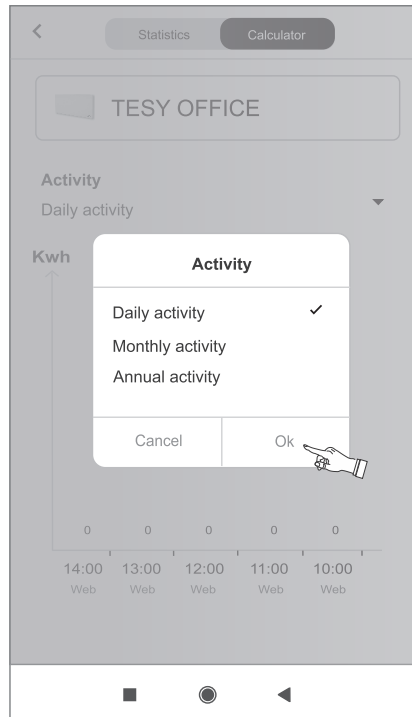 Statistics Calculator
TESY OFFICE
Activity
Daily activity
Kwh
Activity
Daily activity
Monthly activity
Annual activity
Cancel Ok
0 0 0 0 0
14:00 13:00 12:00 11:00 10:00
Web Web Web Web Web